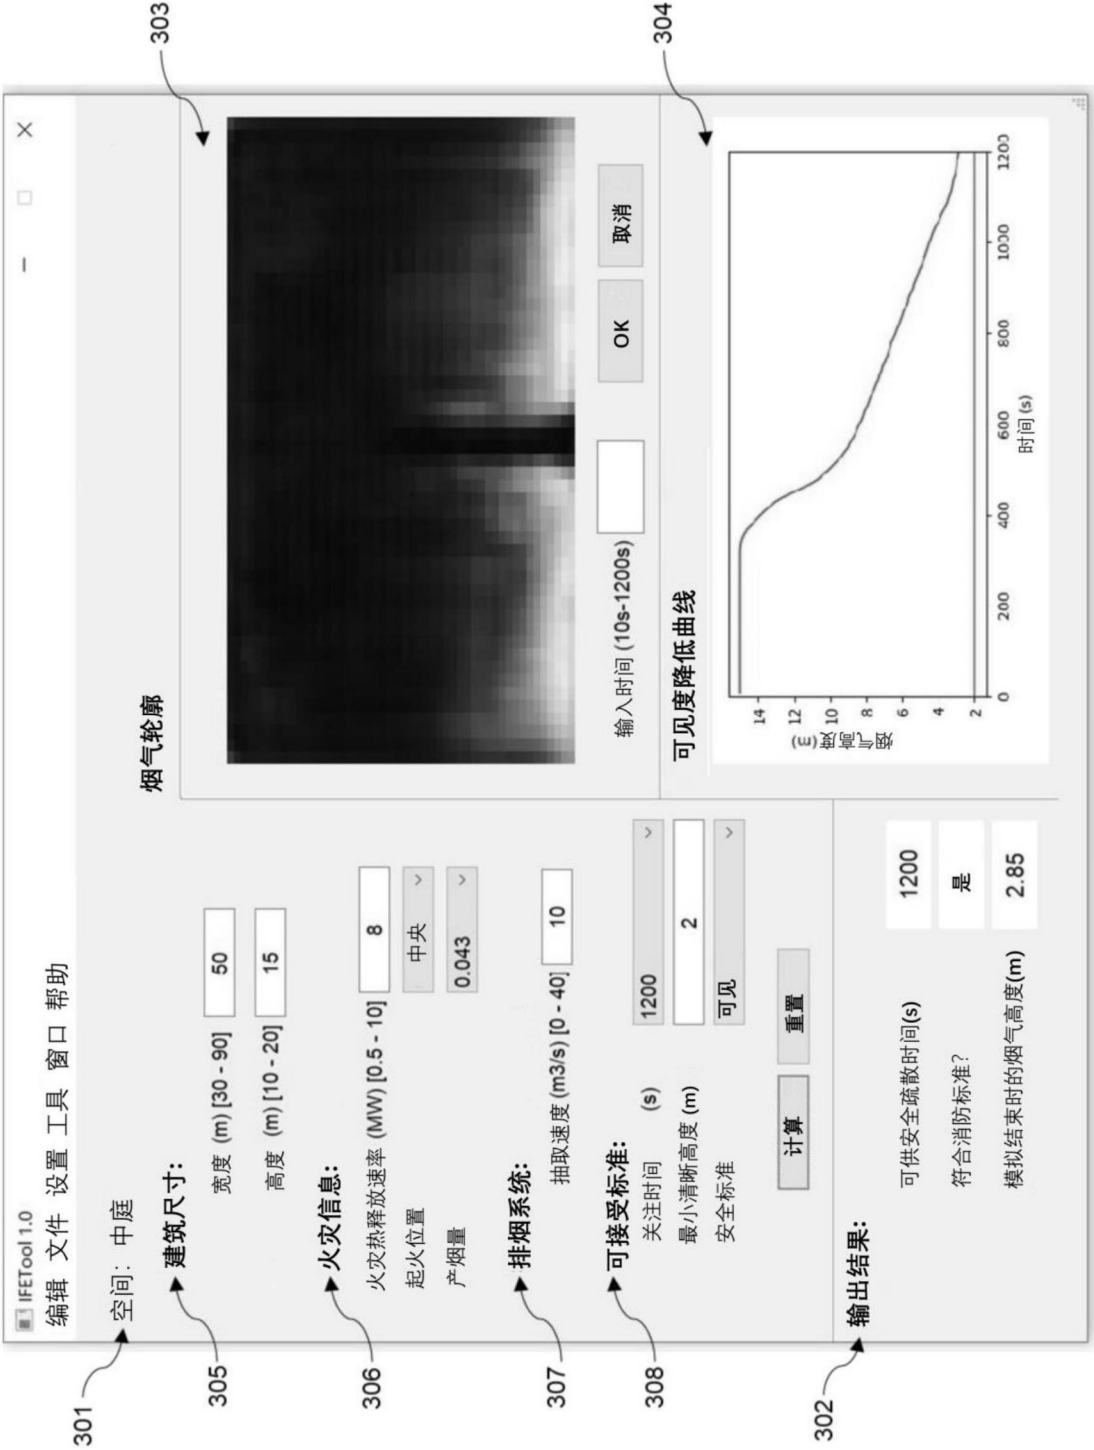 IFETool 1.0
编辑 文件 设置 工具 窗口 帮助
301
空间：中庭
305
建筑尺寸：
宽度 (m) [30 - 90] 50
高度 (m) [10 - 20] 15
306
火灾信息：
火灾热释放速率 (MW) [0.5 - 10] 8
起火位置 中央
产烟量 0.043
307
排烟系统：
抽取速度 (m3/s) [0 - 40] 10
308
可接受标准：
关注时间 (s) 1200
最小清晰高度 (m) 2
安全标准 可见
计算 重置
302
输出结果：
可供安全疏散时间(s) 1200
符合消防标准？ 是
模拟结束时的烟气高度(m) 2.85
303
烟气轮廓
输入时间 (10s-1200s) OK 取消
304
可见度降低曲线
烟气高度(m)
14
12
10
8
6
4
2
0 200 400 600 800 1000 1200
时间(s)